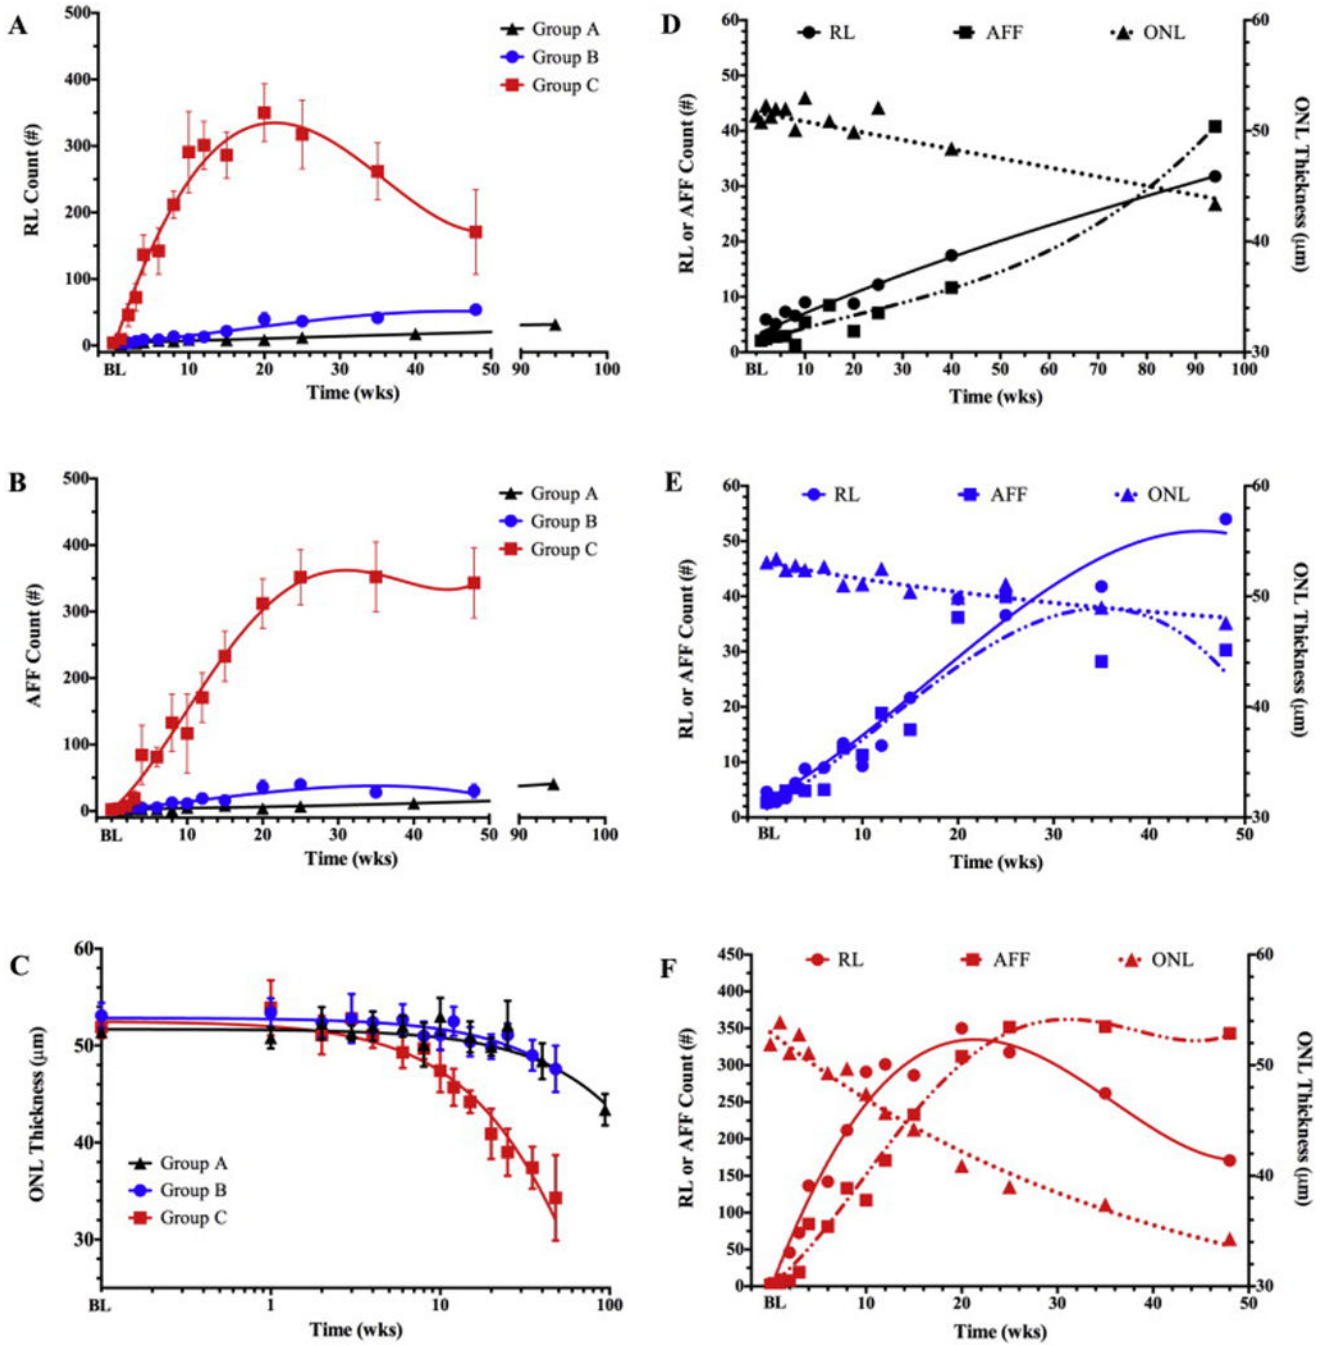 A
RL Count (#)
500
400
300
200
100
0
BL 10 20 30 40 50 90 100
Time (wks)
Group A
Group B
Group C
D
RL AFF ONL
RL or AFF Count (#)
60
50
40
30
20
10
0
60
50
40
30
ONL Thickness (μm)
BL 10 20 30 40 50 60 70 80 90 100
Time (wks)
B
AFF Count (#)
500
400
300
200
100
0
BL 10 20 30 40 50 90 100
Time (wks)
Group A
Group B
Group C
E
RL AFF ONL
RL or AFF Count (#)
60
50
40
30
20
10
0
60
50
40
30
ONL Thickness (μm)
BL 10 20 30 40 50
Time (wks)
C
ONL Thickness (μm)
60
50
40
30
Group A
Group B
Group C
BL 1 10 100
Time (wks)
F
RL AFF ONL
RL or AFF Count (#)
450
400
350
300
250
200
150
100
50
0
60
50
40
30
ONL Thickness (μm)
BL 10 20 30 40 50
Time (wks)